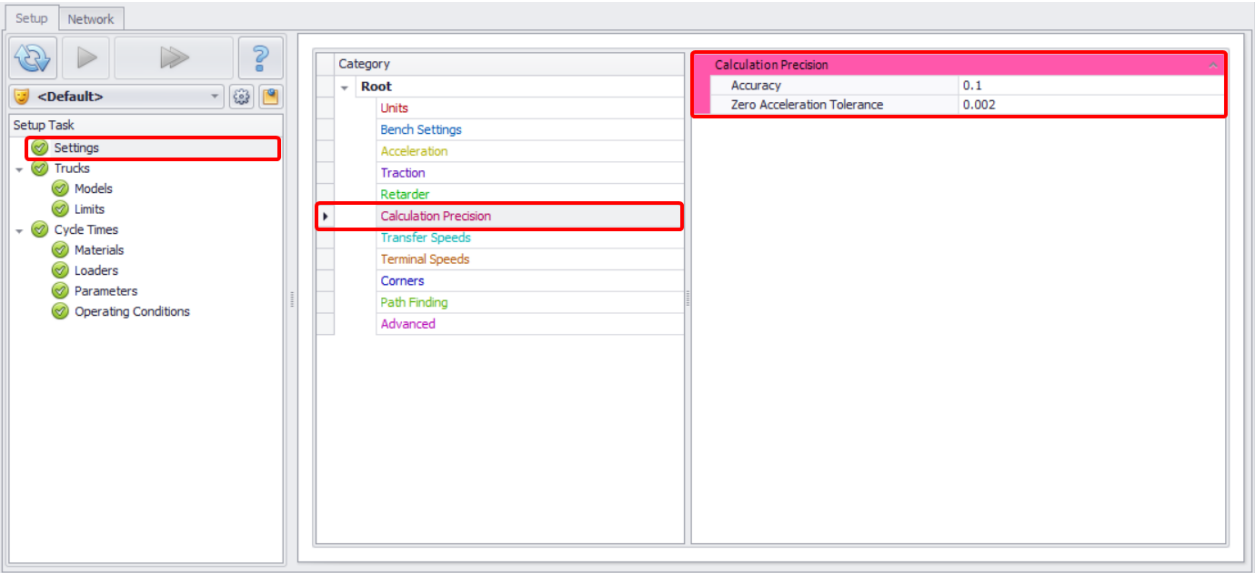 Setup Network
<Default>
Setup Task
Settings
Trucks
Models
Limits
Cycle Times
Materials
Loaders
Parameters
Operating Conditions
Category
Root
Units
Bench Settings
Acceleration
Traction
Retarder
Calculation Precision
Transfer Speeds
Terminal Speeds
Corners
Path Finding
Advanced
Calculation Precision
Accuracy 0.1
Zero Acceleration Tolerance 0.002